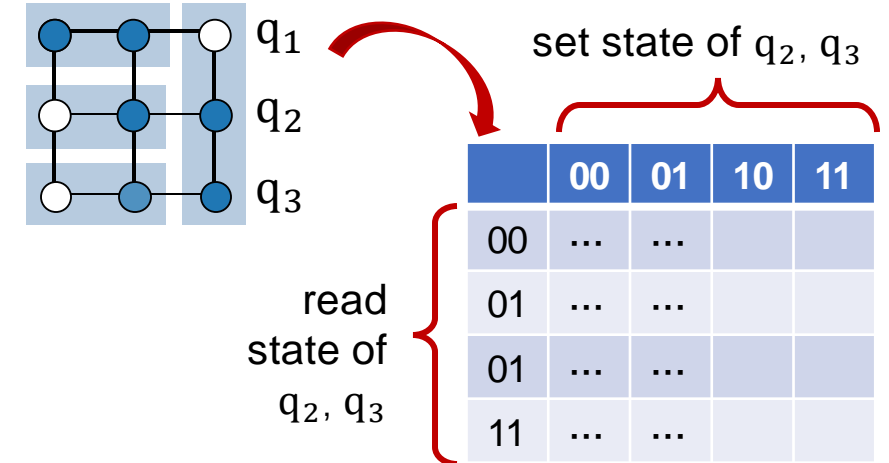 q₁
q₂
q₃
set state of q₂, q₃
00 01 10 11
00 ... ...
01 ... ...
01 ... ...
11 ... ...
read
state of
q₂, q₃